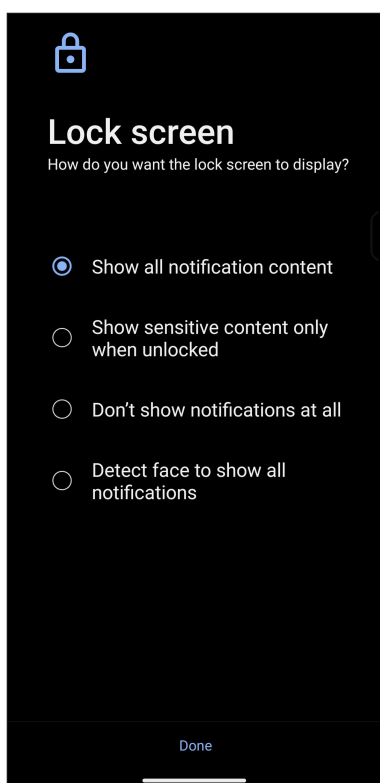 Lock screen
How do you want the lock screen to display?
Show all notification content
Show sensitive content only
when unlocked
Don't show notifications at all
Detect face to show all
notifications
Done